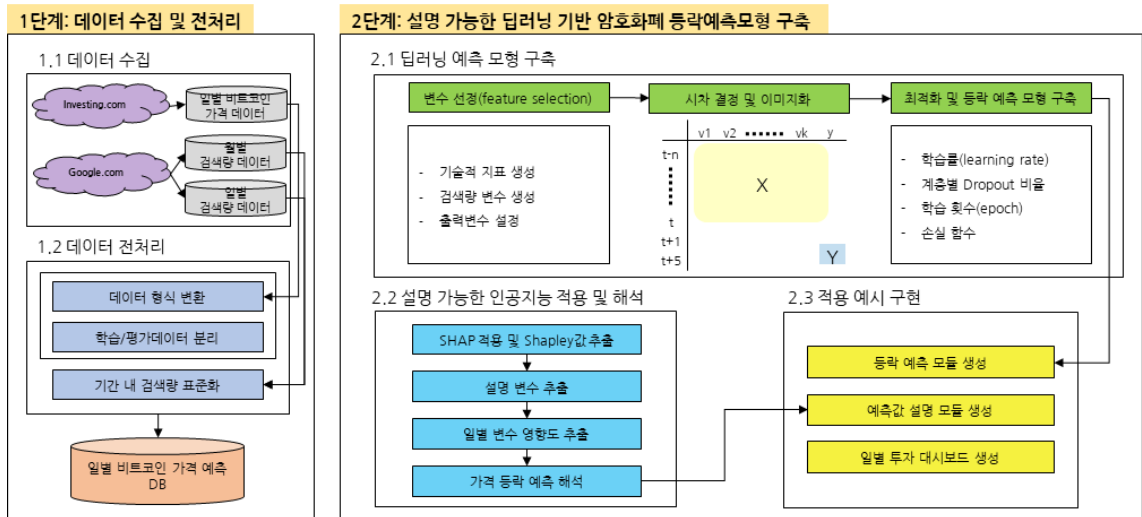 1단계: 데이터 수집 및 전처리
1.1 데이터 수집
Investing.com
일별 비트코인
가격 데이터
Google.com
월별
검색량 데이터
일별
검색량 데이터
1.2 데이터 전처리
데이터 형식 변환
학습/평가데이터 분리
기간 내 검색량 표준화
일별 비트코인 가격 예측
DB
2단계: 설명 가능한 딥러닝 기반 암호화폐 등락예측모형 구축
2.1 딥러닝 예측 모형 구축
변수 선정(feature selection)
- 기술적 지표 생성
- 검색량 변수 생성
- 출력변수 설정
시차 결정 및 이미지화
v1 v2 •••••• vk y
t-n
t
t+1
t+5
X
Y
최적화 및 등락 예측 모형 구축
- 학습률(learning rate)
- 계층별 Dropout 비율
- 학습 횟수(epoch)
- 손실 함수
2.2 설명 가능한 인공지능 적용 및 해석
SHAP 적용 및 Shapley값 추출
설명 변수 추출
일별 변수 영향도 추출
가격 등락 예측 해석
2.3 적용 예시 구현
등락 예측 모듈 생성
예측값 설명 모듈 생성
일별 투자 대시보드 생성